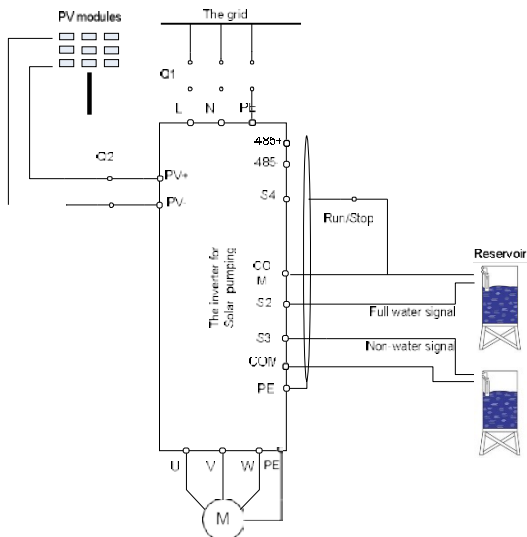 The grid
PV modules
Q1
L N PE
485+
Q2
485-
PV+
S4
PV-
Run/Stop
The inverter for
Solar pumping
Reservoir
CO
M
S2
Full water signal
S3
Non-water signal
COM
PE
U V W PE
M